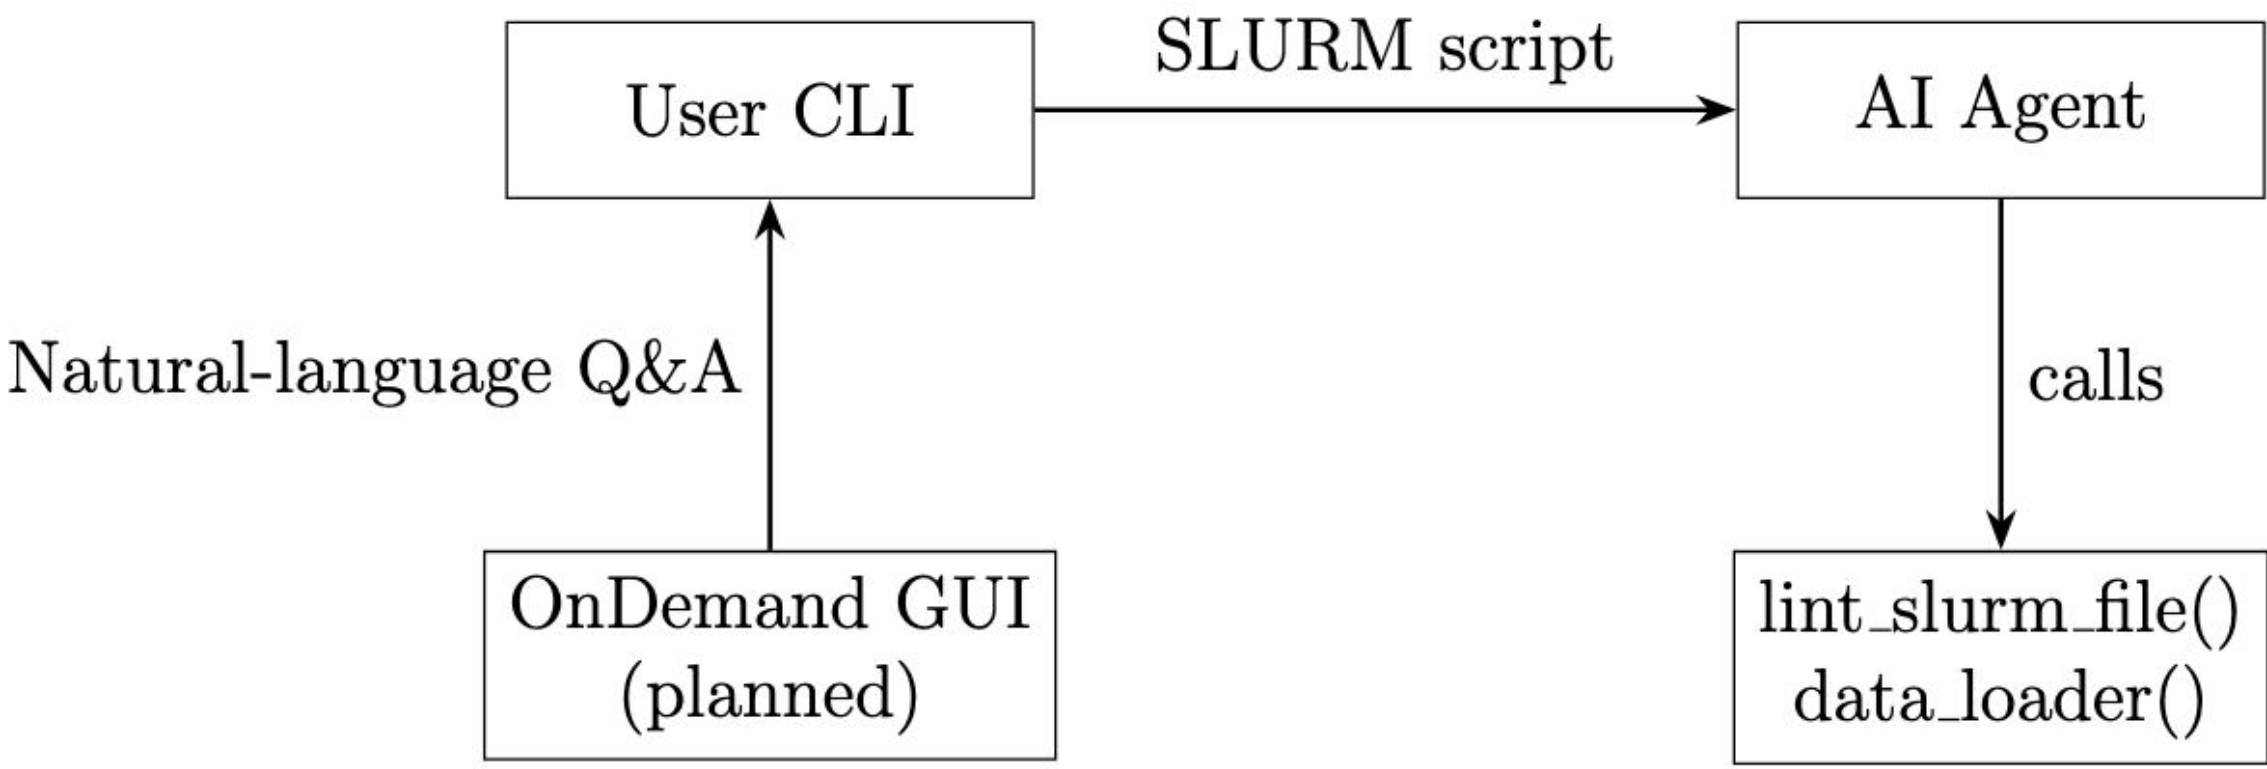 SLURM script
User CLI
AI Agent
Natural-language Q&A
calls
OnDemand GUI
(planned)
lint_slurm_file()
data_loader()